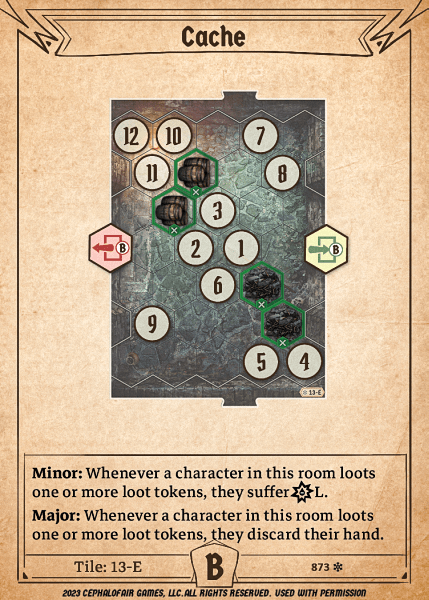 Cache
12 10 7
11 8
3
B 2 1 B
6
9
5 4
13-E
Minor: Whenever a character in this room loots
one or more loot tokens, they suffer L.
Major: Whenever a character in this room loots
one or more loot tokens, they discard their hand.
Tile: 13-E B 873
2023 CEPHALOFAIR GAMES, LLC. ALL RIGHTS RESERVED. USED WITH PERMISSION